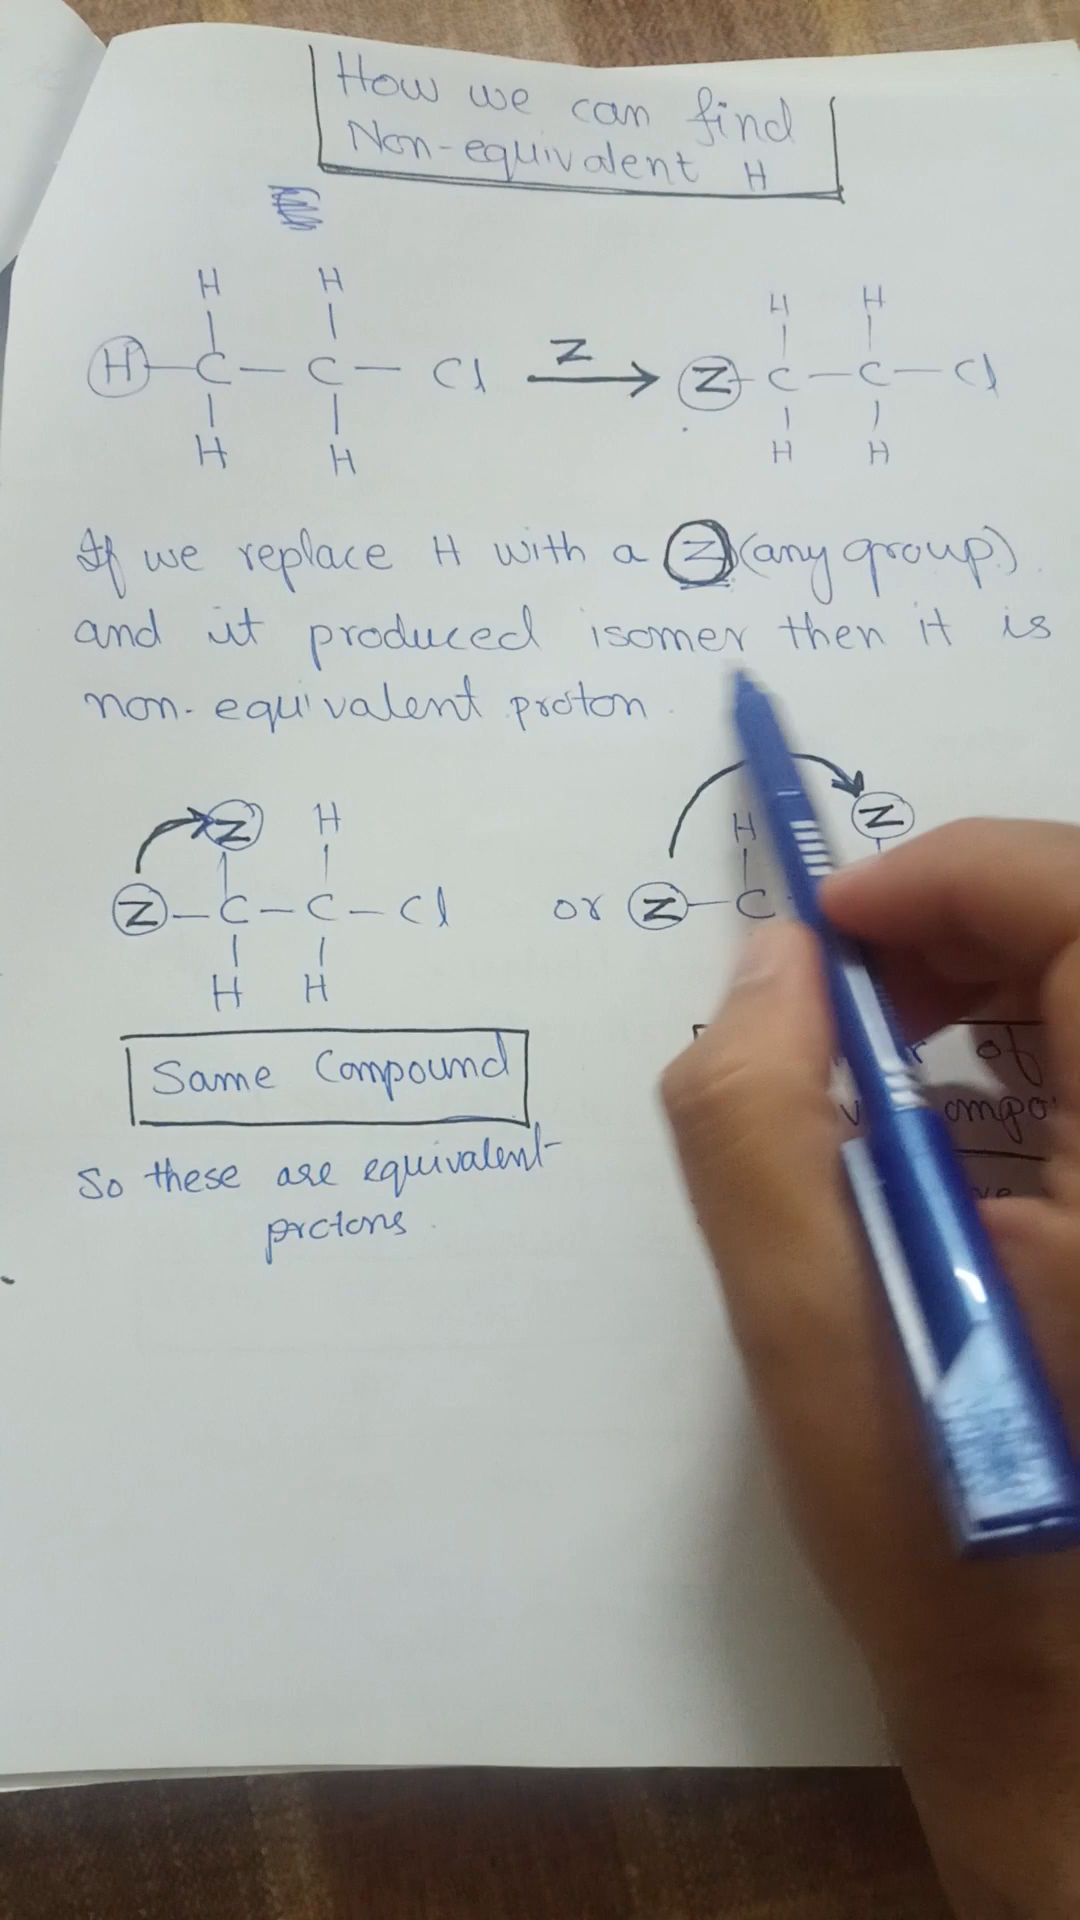 How we can find
Non-equivalent H
H H H H
H - C - C - Cl Z → Z - C - C - Cl
H H H H
If we replace H with a Z (any group)
and it produced isomer then it is
non-equivalent proton.
Z H H Z
Z - C - C - Cl or Z - C
H H
Same Compound
of
So these are equivalent
protons.